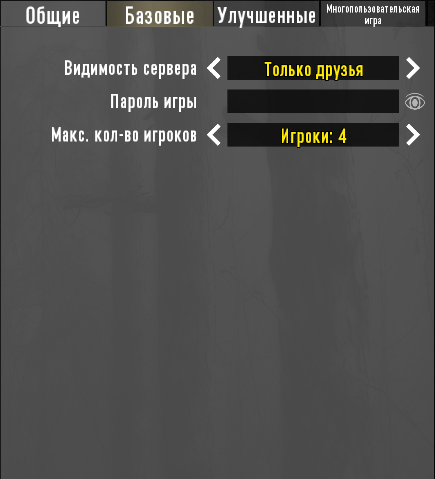 Общие
Базовые
Улучшенные
Многопользовательская
игра
Видимость сервера
Только друзья
Пароль игры
Макс. кол-во игроков
Игроки: 4